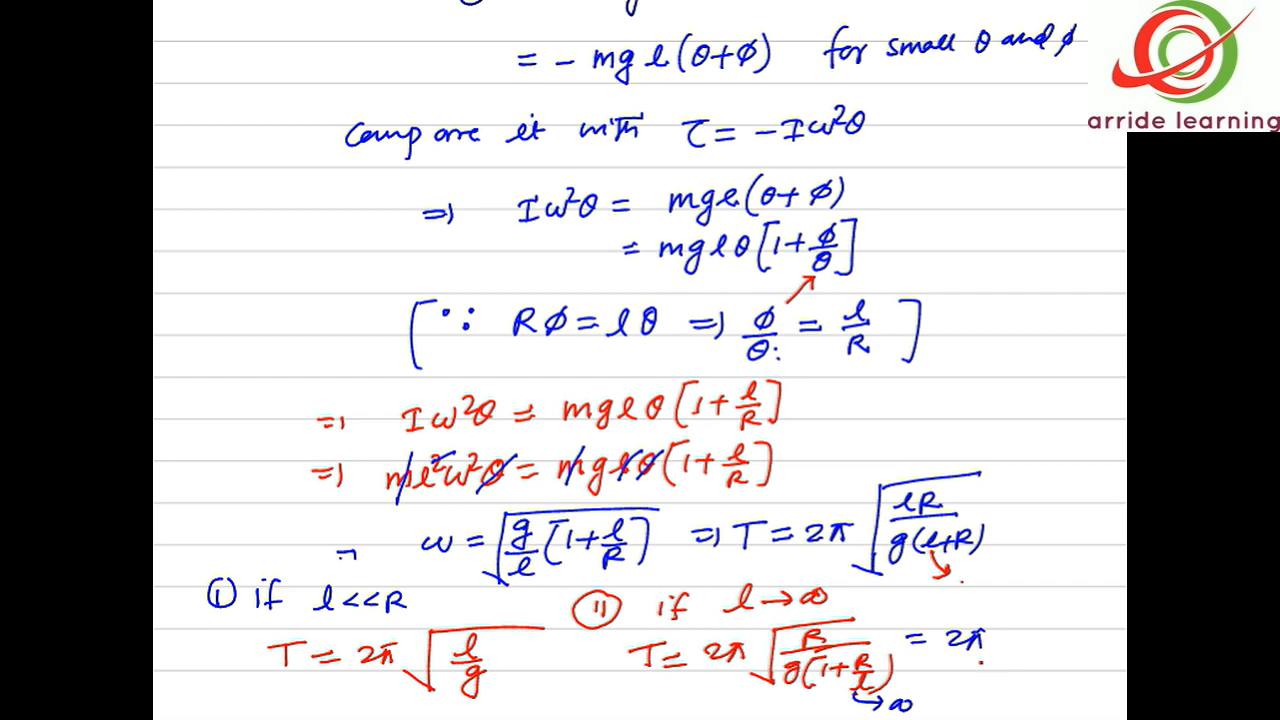 = - mgl(θ+ϕ) for small θ and ϕ
arride learning
Compare it with τ = -Iω²θ
=> Iω²θ = mgl(θ+ϕ)
= mglθ[1+ϕ/θ]
[∵ Rϕ = lθ => ϕ/θ = l/R]
=> Iω²θ = mglθ[1+l/R]
=> ml²ω²θ = mglθ[1+l/R]
ω = √(g/l [1+l/R]) => T = 2π √(lR/g(l+R))
(i) if l<<R
T = 2π √(l/g)
(ii) if l→∞
T = 2π √(R/g(1+R/l)) = 2π
→∞